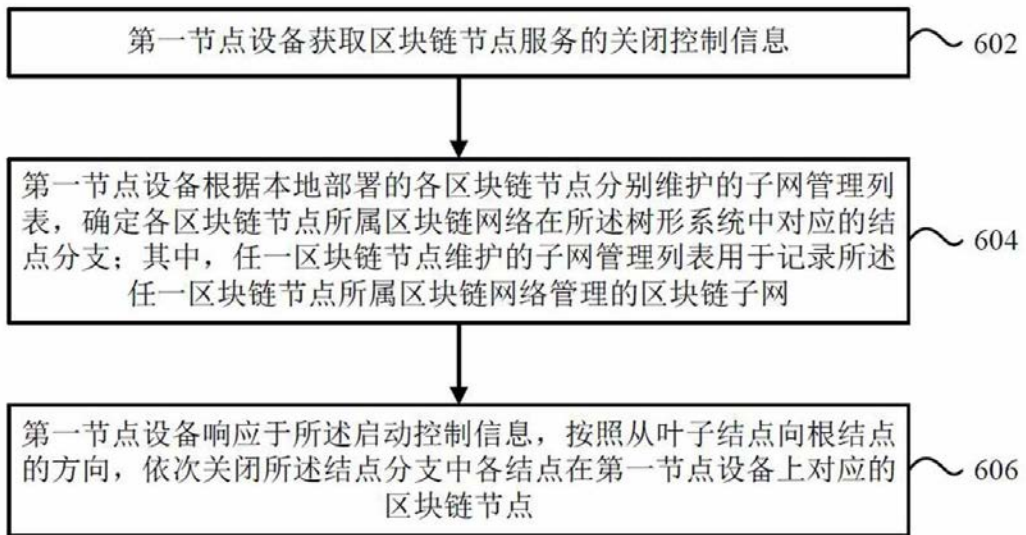 第一节点设备获取区块链节点服务的关闭控制信息
602
第一节点设备根据本地部署的各区块链节点分别维护的子网管理列
表，确定各区块链节点所属区块链网络在所述树形系统中对应的结
点分支；其中，任一区块链节点维护的子网管理列表用于记录所述
任一区块链节点所属区块链网络管理的区块链子网
604
第一节点设备响应于所述启动控制信息，按照从叶子结点向根结点
的方向，依次关闭所述结点分支中各结点在第一节点设备上对应的
区块链节点
606